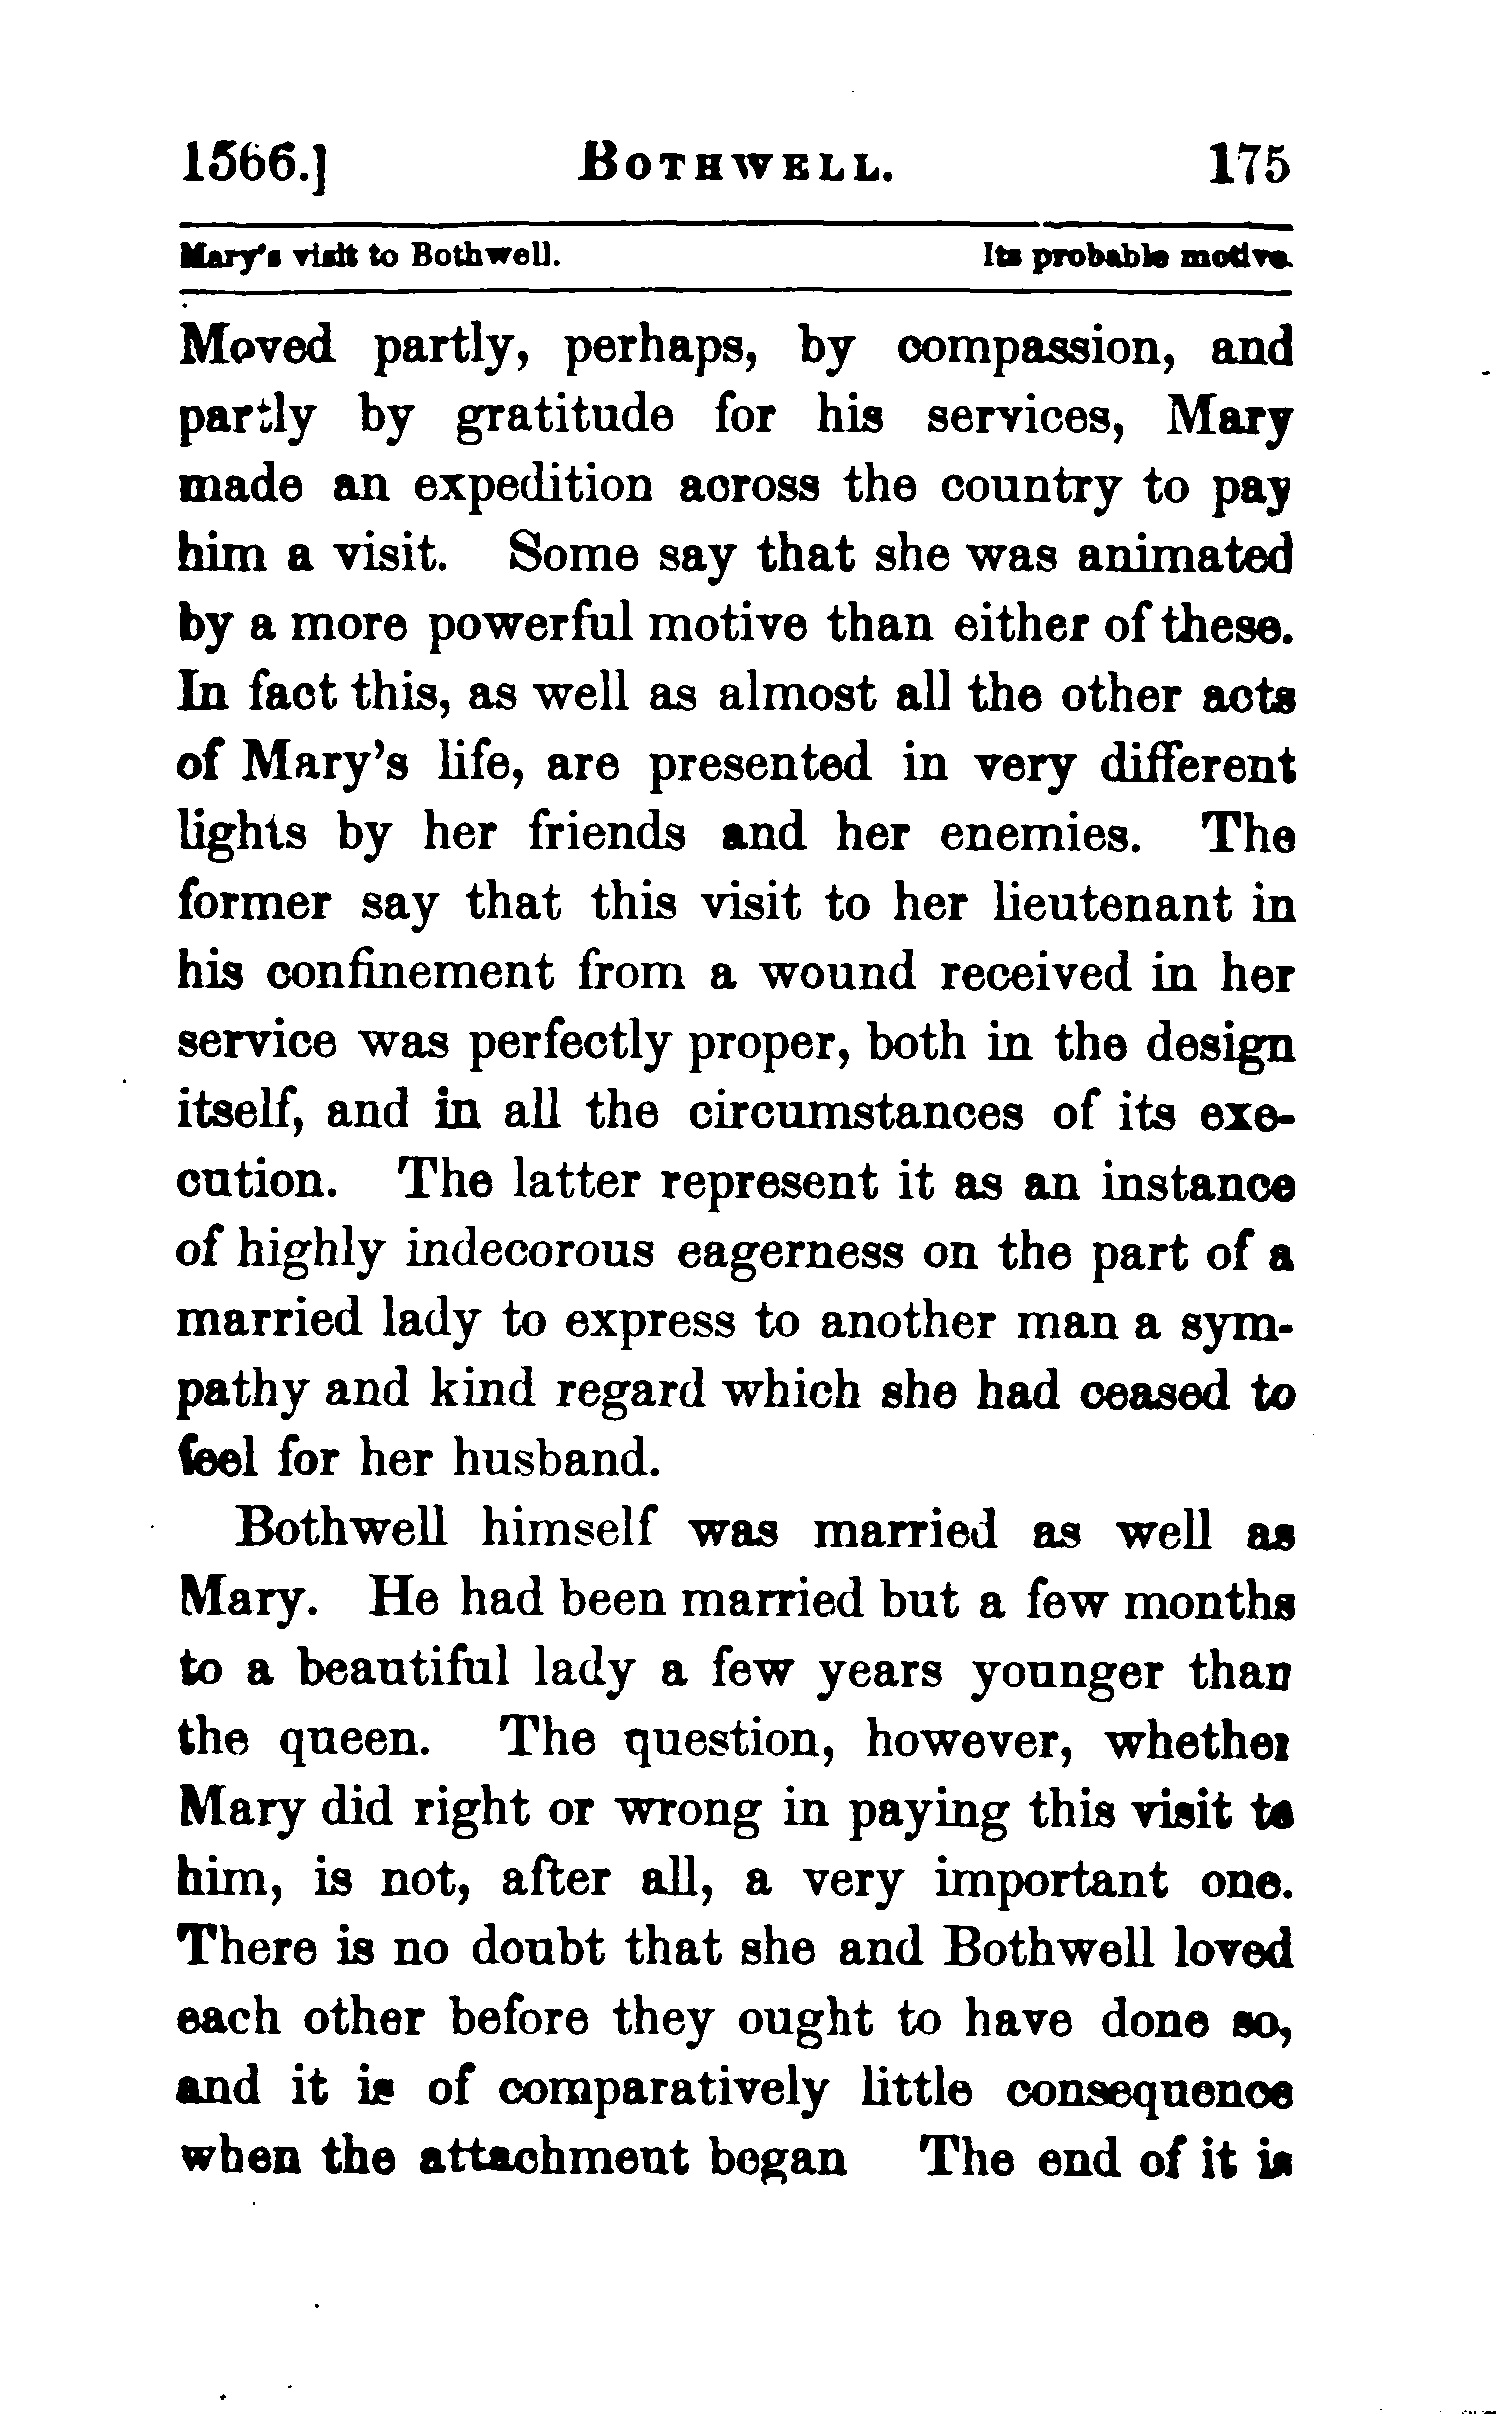 1566.] BOTHWELL. 175
Mary's visit to Bothwell. Its probable motive.
Moved partly, perhaps, by compassion, and
partly by gratitude for his services, Mary
made an expedition across the country to pay
him a visit. Some say that she was animated
by a more powerful motive than either of these.
In fact this, as well as almost all the other acts
of Mary's life, are presented in very different
lights by her friends and her enemies. The
former say that this visit to her lieutenant in
his confinement from a wound received in her
service was perfectly proper, both in the design
itself, and in all the circumstances of its exe-
cution. The latter represent it as an instance
of highly indecorous eagerness on the part of a
married lady to express to another man a sym-
pathy and kind regard which she had ceased to
feel for her husband.
Bothwell himself was married as well as
Mary. He had been married but a few months
to a beautiful lady a few years younger than
the queen. The question, however, whether
Mary did right or wrong in paying this visit to
him, is not, after all, a very important one.
There is no doubt that she and Bothwell loved
each other before they ought to have done so,
and it is of comparatively little consequence
when the attachment began The end of it is